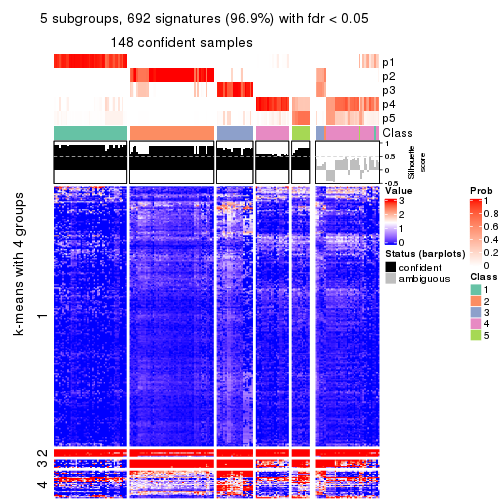 5 subgroups, 692 signatures (96.9%) with fdr < 0.05
148 confident samples
p1
p2
p3
p4
p5
Class
1
0.5
0
-0.5
Silhouette
score
k-means with 4 groups
1
2
3
4
Value
3
2
1
0
Status (barplots)
confident
ambiguous
Prob
1
0.8
0.6
0.4
0.2
0
Class
1
2
3
4
5